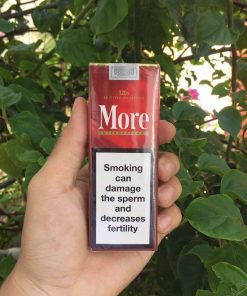 120s
More
Smoking
can
damage
the sperm
and
decreases
fertility